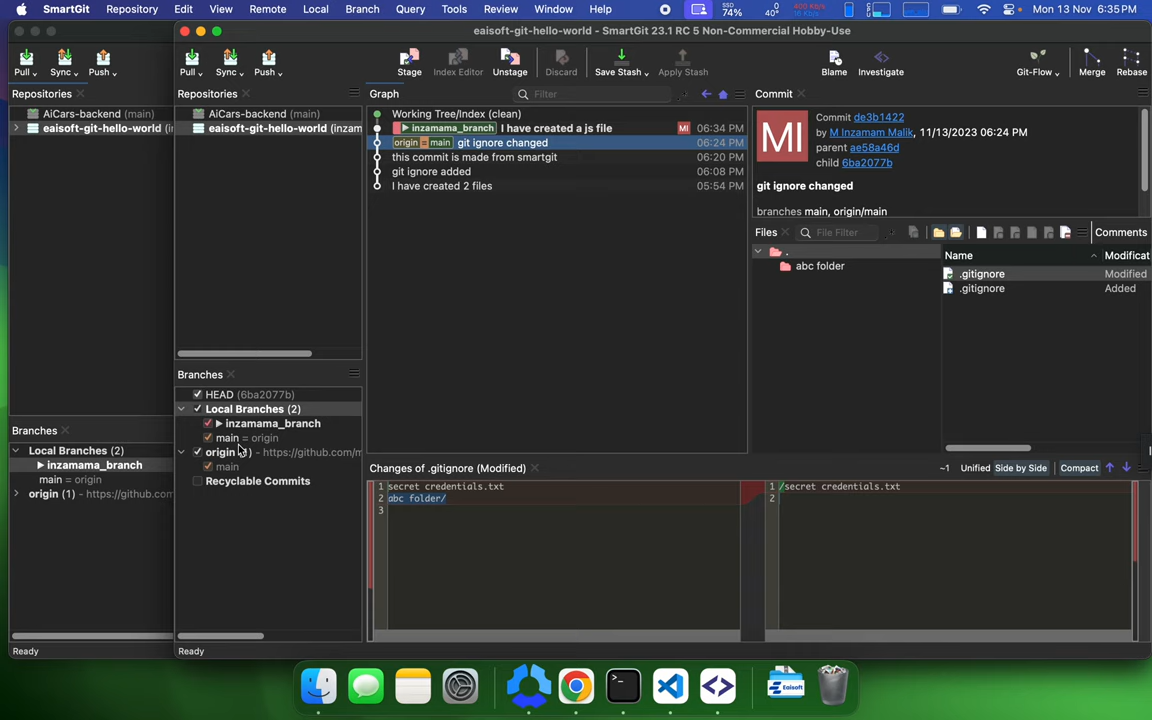 SmartGit Repository Edit View Remote Local Branch Query Tools Review Window Help SSD 74% 0 40° Mon 13 Nov 6:35 PM
eaisoft-git-hello-world - SmartGit 23.1 RC 5 Non-Commercial Hobby-Use
Pull Sync Push
Pull Sync Push Stage Index Editor Unstage Discard Save Stash Apply Stash Blame Investigate Git-Flow Merge Rebase
Repositories
AiCars-backend (main)
eaisoft-git-hello-world (in
Branches
Local Branches (2)
inzamama_branch
main = origin
origin (1) - https://github.com
Ready
Repositories
AiCars-backend (main)
eaisoft-git-hello-world (inzam
Branches
HEAD (6ba2077b)
Local Branches (2)
inzamama_branch
main = origin
origin (1) - https://github.com/m
main
Recyclable Commits
Ready
Graph Filter
Working Tree/Index (clean)
inzamama_branch I have created a js file MI 06:34 PM
origin = main git ignore changed 06:24 PM
this commit is made from smartgit 06:20 PM
git ignore added 06:08 PM
I have created 2 files 05:54 PM
Commit
MI
Commit de3b1422
by M Inzamam Malik, 11/13/2023 06:24 PM
parent ae58a46d
child 6ba2077b
git ignore changed
branches main, origin/main
Files File Filter Comments
.
abc folder
Name Modificat
.gitignore Modified
.gitignore Added
Changes of .gitignore (Modified) ~1 Unified Side by Side Compact
1 secret credentials.txt
2 abc folder/
3
1 /secret credentials.txt
2
Eaisoft